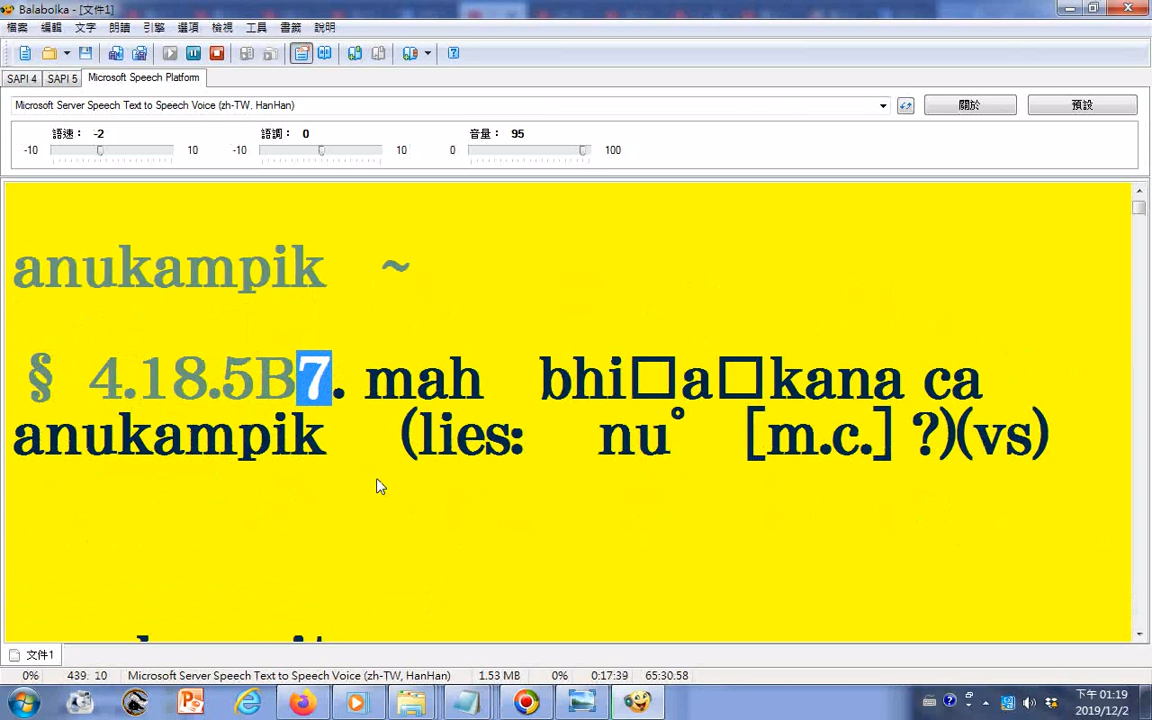 Balabolka - [文件1]
檔案 編輯 文字 朗讀 引擎 選項 檢視 工具 書籤 說明
SAPI 4 SAPI 5 Microsoft Speech Platform
Microsoft Server Speech Text to Speech Voice (zh-TW, HanHan) 關於 預設
語速： -2 語調： 0 音量： 95
-10 10 -10 10 0 100
anukampik ~
§ 4.18.5B7. mah bhi□a□kana ca
anukampik (lies: nu° [m.c.] ?)(vs)
文件1
0% 439. 10 Microsoft Server Speech Text to Speech Voice (zh-TW, HanHan) 1.53 MB 0% 0:17:39 65:30.58
下午 01:19
2019/12/2